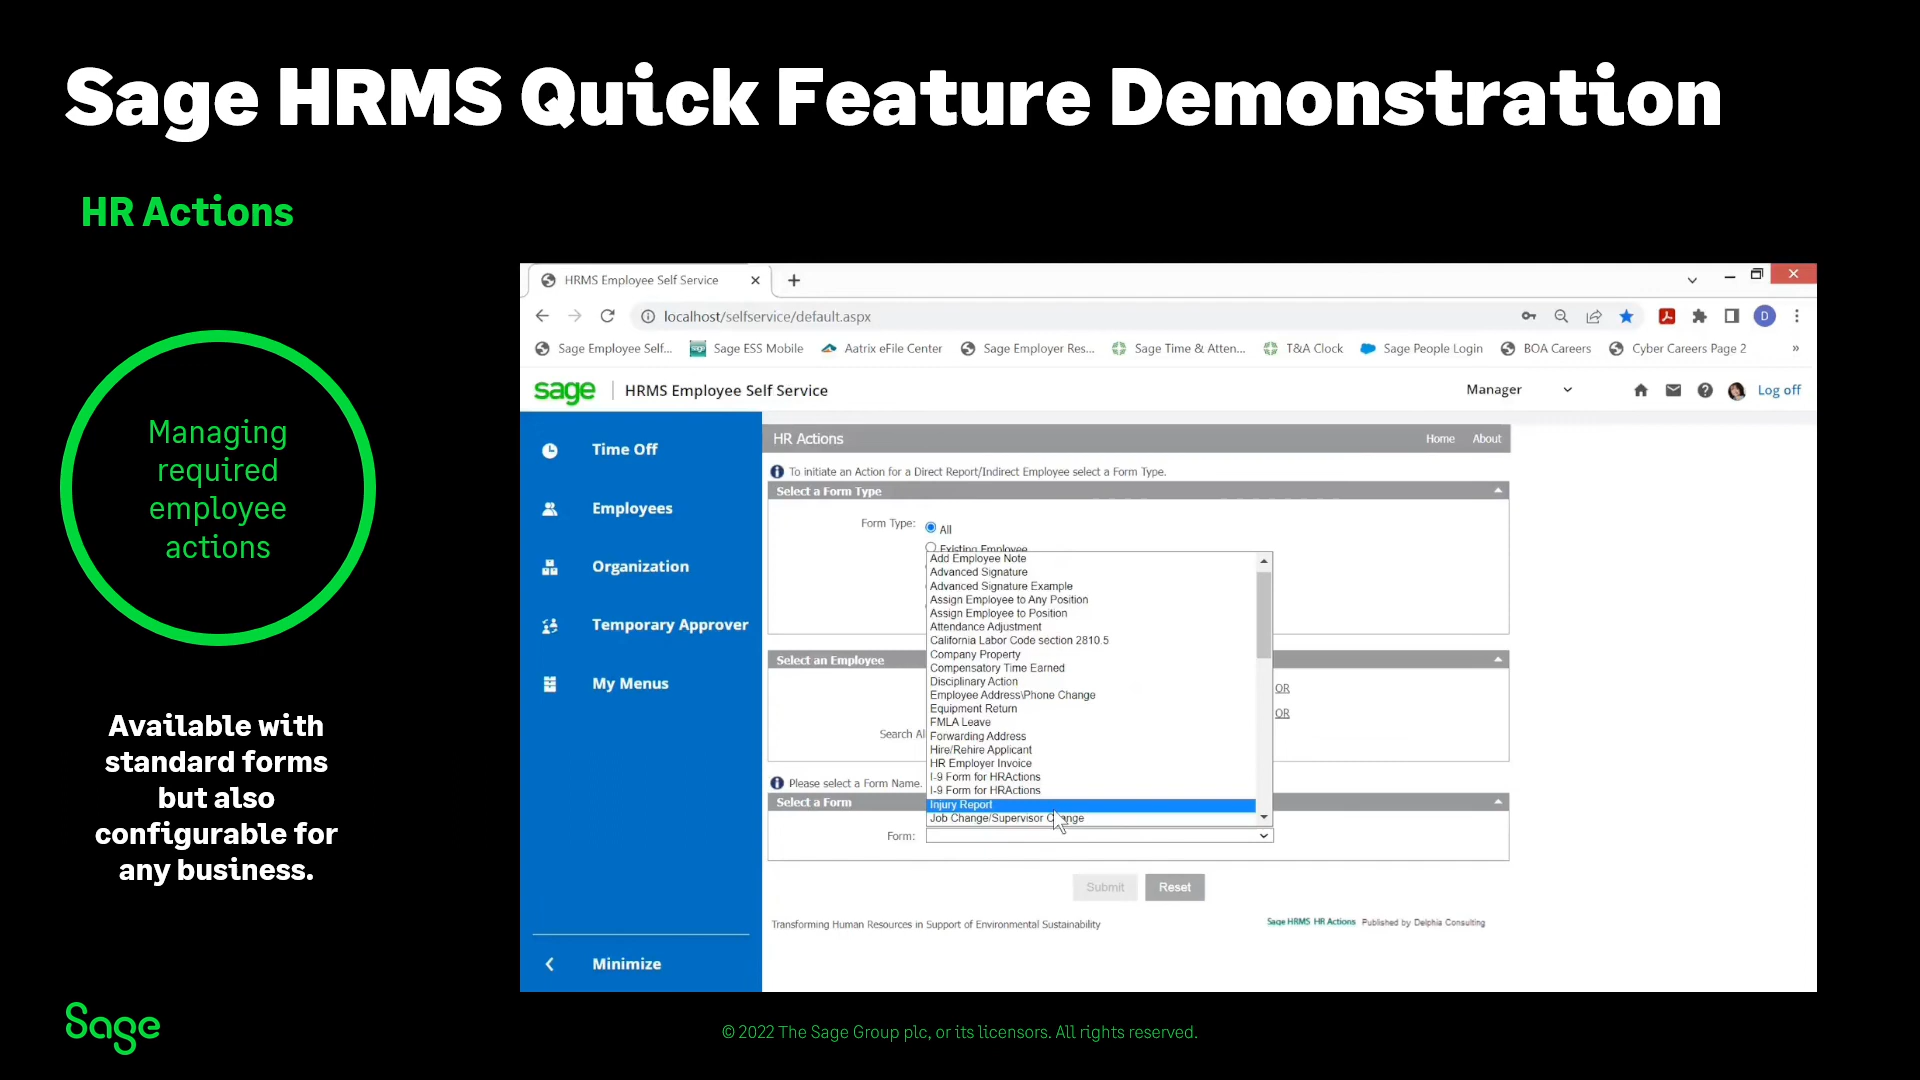 Sage HRMS Quick Feature Demonstration
HR Actions
Managing
required
employee
actions
Available with
standard forms
but also
configurable for
any business.
HRMS Employee Self Service
localhost/selfservice/default.aspx
D
Sage Employee Self... Sage ESS Mobile Aatrix eFile Center Sage Employer Res... Sage Time & Atten... T&A Clock Sage People Login BOA Careers Cyber Careers Page 2 »
sage HRMS Employee Self Service Manager Log off
Time Off
Employees
Organization
Temporary Approver
My Menus
Minimize
HR Actions Home About
To initiate an Action for a Direct Report/Indirect Employee select a Form Type.
Select a Form Type
Form Type: All
Existing Employee
Add Employee Note
Advanced Signature
Advanced Signature Example
Assign Employee to Any Position
Assign Employee to Position
Attendance Adjustment
California Labor Code section 2810.5
Company Property
Compensatory Time Earned
Disciplinary Action
Employee Address\Phone Change
Equipment Return
FMLA Leave
Forwarding Address
Hire/Rehire Applicant
HR Employer Invoice
I-9 Form for HRActions
I-9 Form for HRActions
Injury Report
Job Change/Supervisor Change
Select an Employee
OR
OR
Search Al
Please select a Form Name.
Select a Form
Form:
Submit Reset
Transforming Human Resources in Support of Environmental Sustainability
Sage HRMS HR Actions Published by Delphia Consulting
Sage
© 2022 The Sage Group plc, or its licensors. All rights reserved.